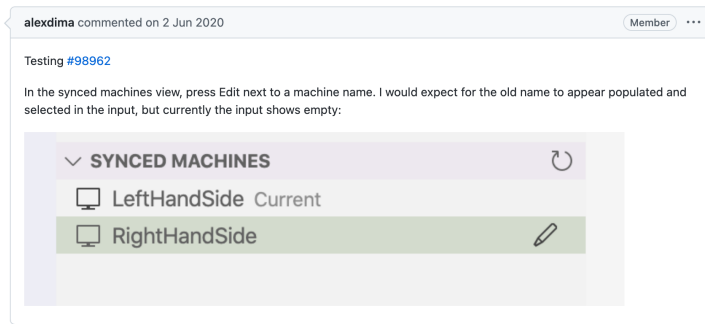 alexdima commented on 2 Jun 2020
Member
Testing #98962
In the synced machines view, press Edit next to a machine name. I would expect for the old name to appear populated and
selected in the input, but currently the input shows empty:
SYNCED MACHINES
LeftHandSide Current
RightHandSide